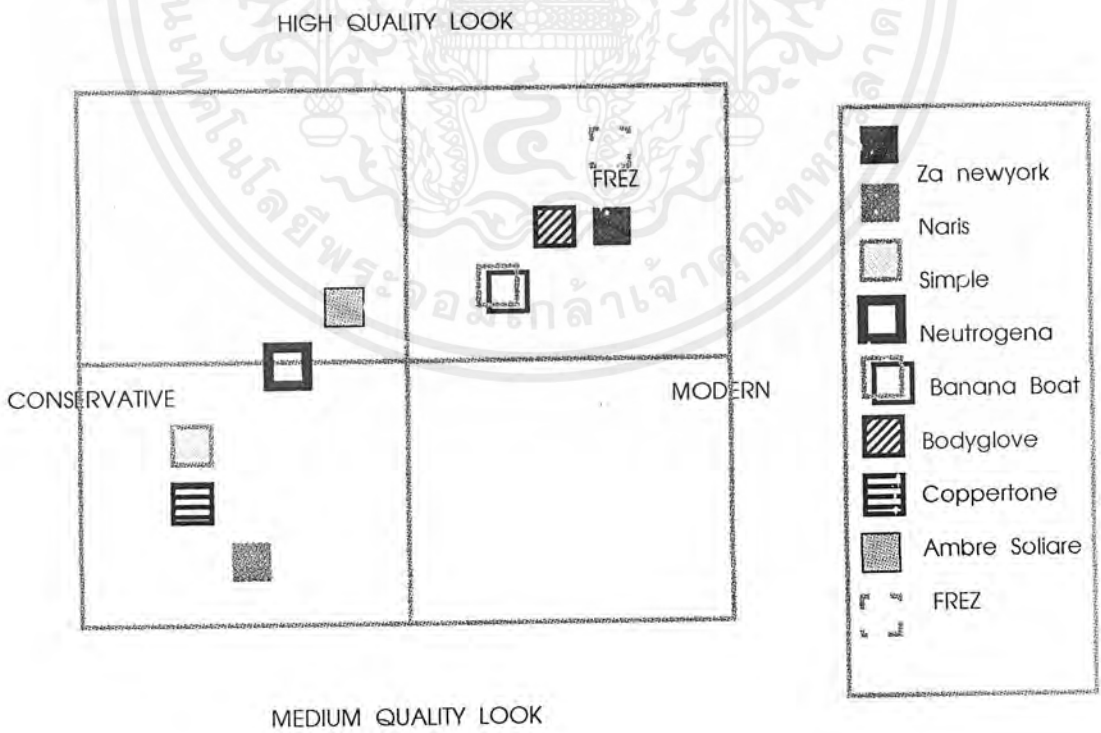 HIGH QUALITY LOOK
FREZ
CONSERVATIVE
MODERN
MEDIUM QUALITY LOOK
Za newyork
Naris
Simple
Neutrogena
Banana Boat
Bodyglove
Coppertone
Ambre Soliare
FREZ